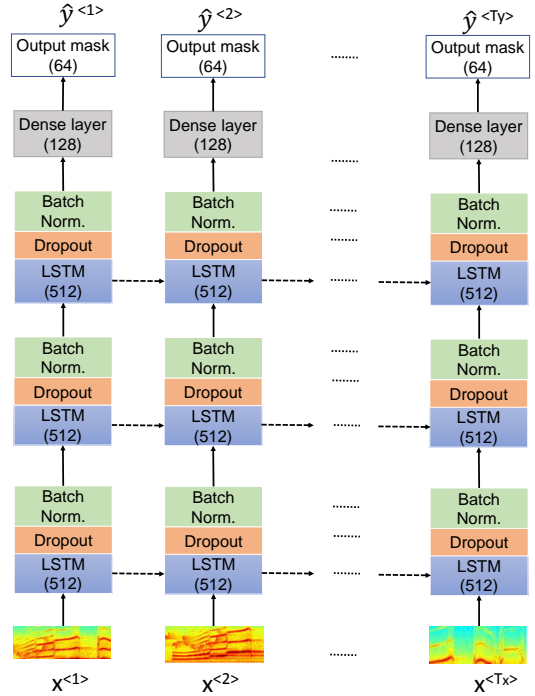 ŷ<1> ŷ<2> ŷ<Ty>
Output mask Output mask Output mask
(64) (64) ........ (64)
Dense layer Dense layer Dense layer
(128) (128) (128)
........
Batch Batch Batch
Norm. Norm. ........ Norm.
Dropout Dropout ........ Dropout
LSTM LSTM LSTM
(512) (512) ...... (512)
Batch Batch ........ Batch
Norm. Norm. Norm.
Dropout Dropout ........ Dropout
LSTM LSTM LSTM
(512) (512) ...... (512)
Batch Batch Batch
Norm. Norm. ........ Norm.
Dropout Dropout ........ Dropout
LSTM LSTM LSTM
(512) (512) ...... (512)
........
x<1> x<2> x<Tx>